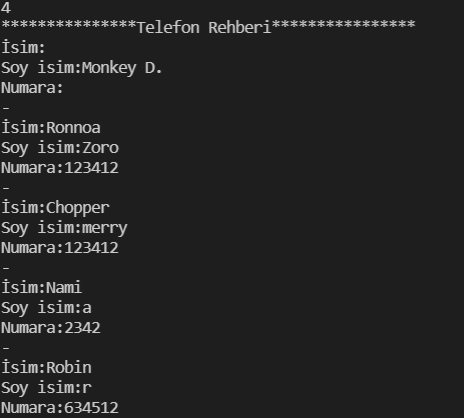 4
***************Telefon Rehberi****************
İsim:
Soy isim:Monkey D.
Numara:
-
İsim:Ronnoa
Soy isim:Zoro
Numara:123412
-
İsim:Chopper
Soy isim:merry
Numara:123412
-
İsim:Nami
Soy isim:a
Numara:2342
-
İsim:Robin
Soy isim:r
Numara:634512